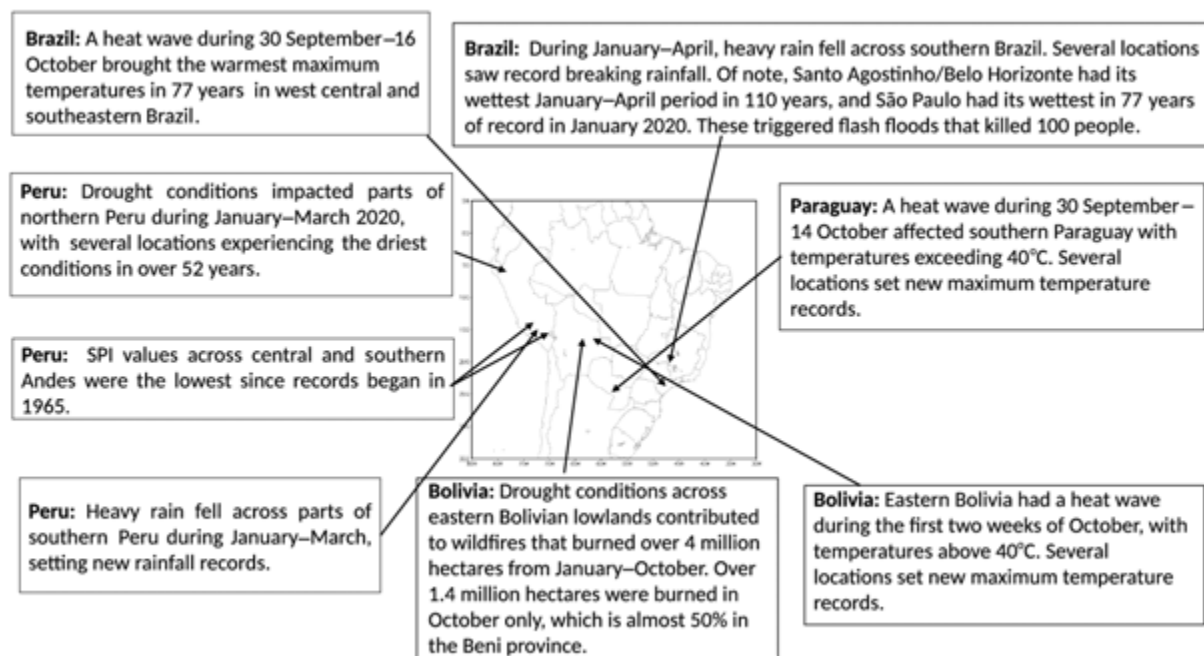 Brazil: A heat wave during 30 September–16
October brought the warmest maximum
temperatures in 77 years in west central and
southeastern Brazil.
Brazil: During January–April, heavy rain fell across southern Brazil. Several locations
saw record breaking rainfall. Of note, Santo Agostinho/Belo Horizonte had its
wettest January–April period in 110 years, and São Paulo had its wettest in 77 years
of record in January 2020. These triggered flash floods that killed 100 people.
Peru: Drought conditions impacted parts of
northern Peru during January–March 2020,
with several locations experiencing the driest
conditions in over 52 years.
Paraguay: A heat wave during 30 September–
14 October affected southern Paraguay with
temperatures exceeding 40°C. Several
locations set new maximum temperature
records.
Peru: SPI values across central and southern
Andes were the lowest since records began in
1965.
Peru: Heavy rain fell across parts of
southern Peru during January–March,
setting new rainfall records.
Bolivia: Drought conditions across
eastern Bolivian lowlands contributed
to wildfires that burned over 4 million
hectares from January–October. Over
1.4 million hectares were burned in
October only, which is almost 50% in
the Beni province.
Bolivia: Eastern Bolivia had a heat wave
during the first two weeks of October, with
temperatures above 40°C. Several
locations set new maximum temperature
records.